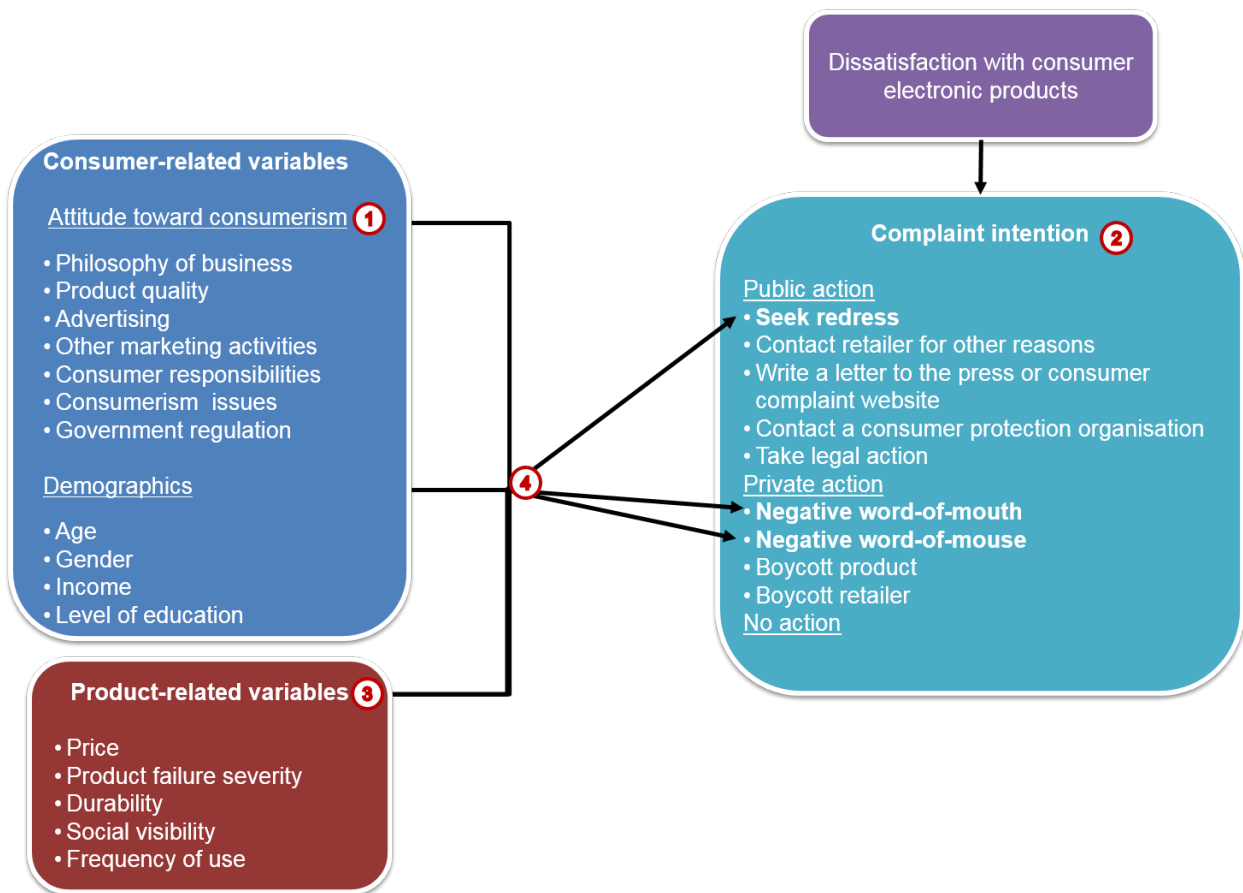 Dissatisfaction with consumer
electronic products
Consumer-related variables
Attitude toward consumerism 1
• Philosophy of business
• Product quality
• Advertising
• Other marketing activities
• Consumer responsibilities
• Consumerism  issues
• Government regulation
Demographics
• Age
• Gender
• Income
• Level of education
Product-related variables 3
• Price
• Product failure severity
• Durability
• Social visibility
• Frequency of use
4
Complaint intention 2
Public action
• Seek redress
• Contact retailer for other reasons
• Write a letter to the press or consumer
complaint website
• Contact a consumer protection organisation
• Take legal action
Private action
• Negative word-of-mouth
• Negative word-of-mouse
• Boycott product
• Boycott retailer
No action